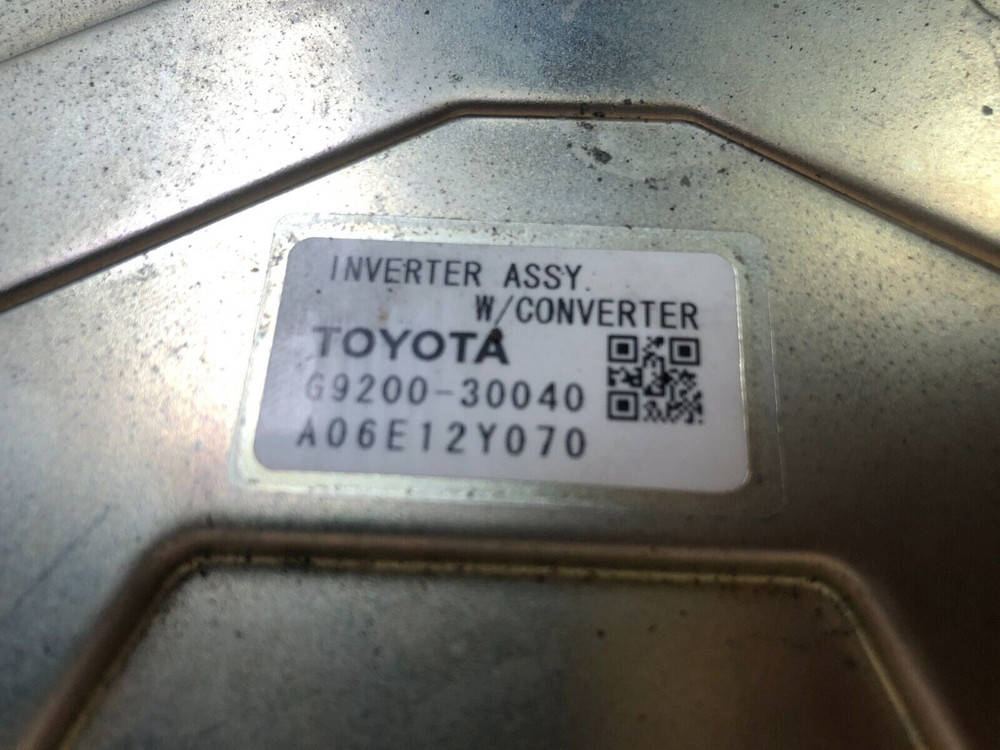 INVERTER ASSY.
W/CONVERTER
TOYOTA
G9200-30040
A06E12Y070